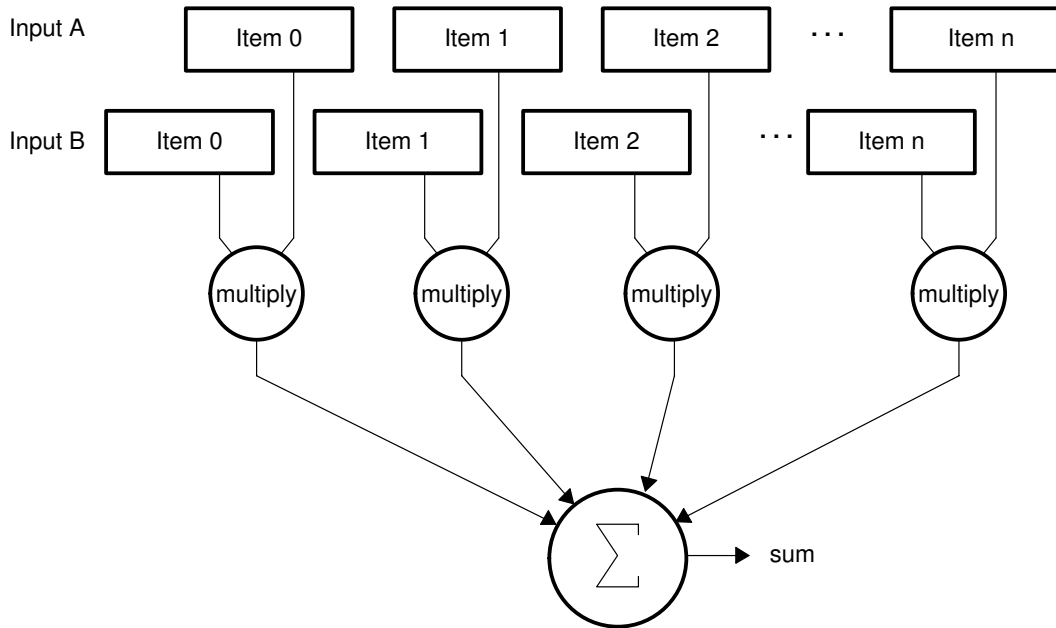 Input A Item 0 Item 1 Item 2 ... Item n
Input B Item 0 Item 1 Item 2 ... Item n
multiply multiply multiply multiply
∑ sum